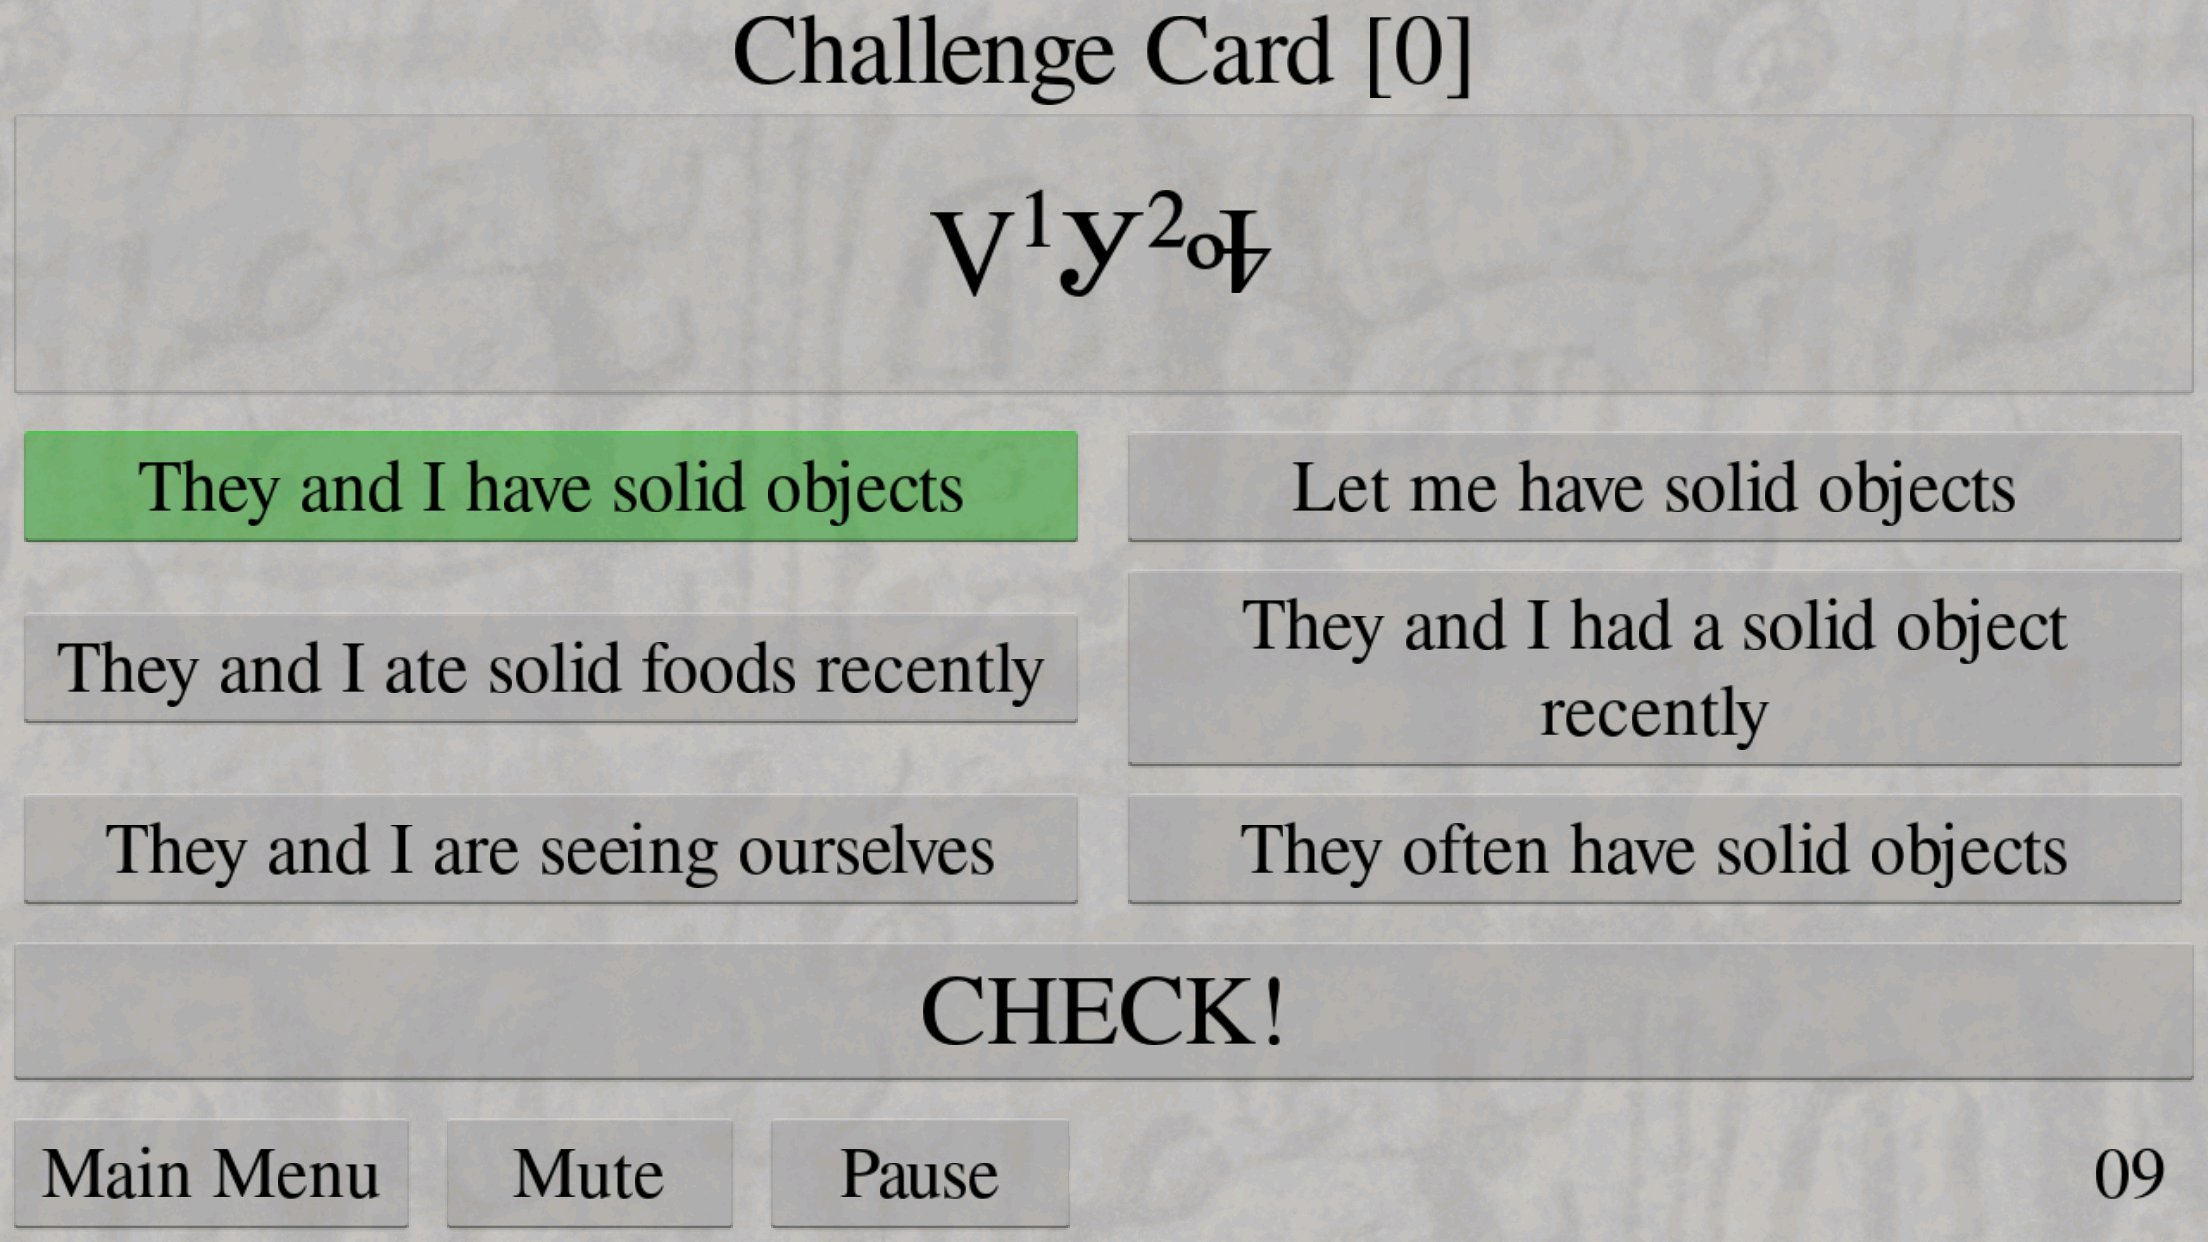 Challenge Card [0]
They and I have solid objects
Let me have solid objects
They and I ate solid foods recently
They and I had a solid object
recently
They and I are seeing ourselves
They often have solid objects
CHECK!
Main Menu
Mute
Pause
09